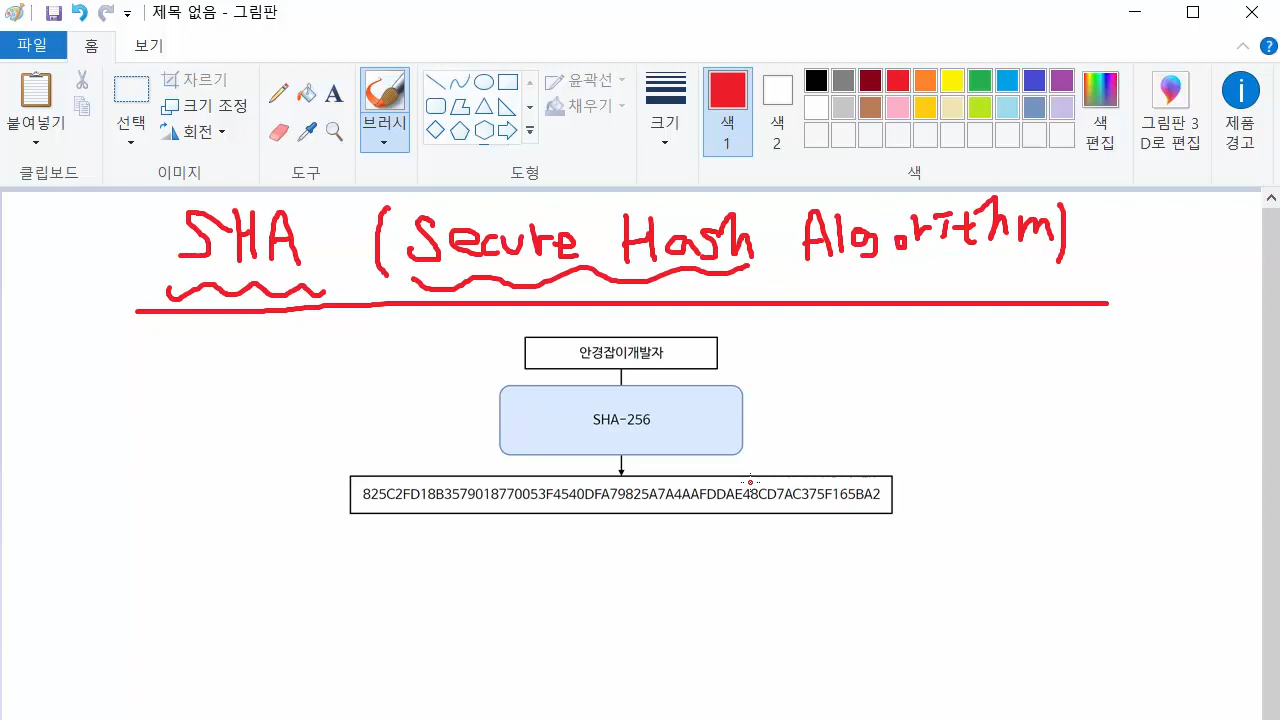 제목 없음 - 그림판
파일 홈 보기
붙여넣기
클립보드
선택
자르기
크기 조정
회전
이미지
A
도구
브러시
윤곽선
채우기
도형
크기
색 1
색 2
색 편집
색
그림판 3D로 편집
제품 경고
SHA (Secure Hash Algorithm)
안경잡이개발자
SHA-256
825C2FD18B3579018770053F4540DFA79825A7A4AAFDDAE48CD7AC375F165BA2